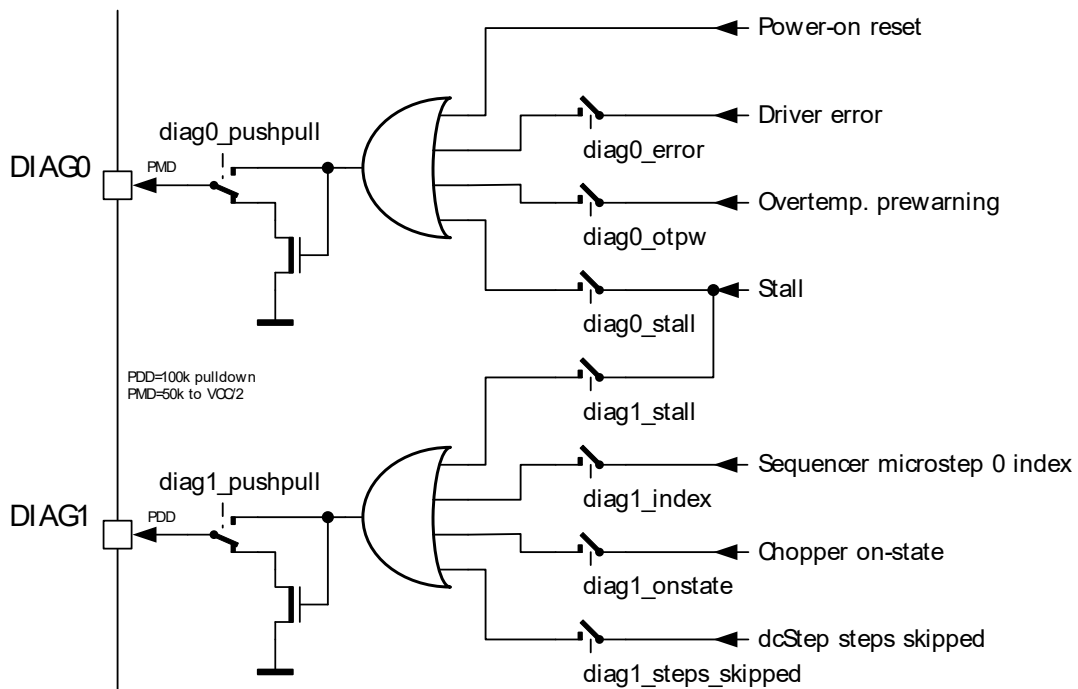 Power-on reset
Driver error
diag0_pushpull
diag0_error
DIAG0
PMD
Overtemp. prewarning
diag0_otpw
Stall
diag0_stall
PDD=100k pulldown
PMD=50k to VCC/2
diag1_stall
Sequencer microstep 0 index
diag1_pushpull
diag1_index
DIAG1
PDD
Chopper on-state
diag1_onstate
dcStep steps skipped
diag1_steps_skipped